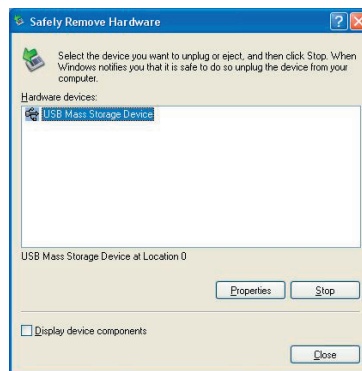 Safely Remove Hardware
Select the device you want to unplug or eject, and then click Stop. When
Windows notifies you that it is safe to do so unplug the device from your
computer.
Hardware devices:
USB Mass Storage Device
USB Mass Storage Device at Location 0
Properties
Stop
Display device components
Close